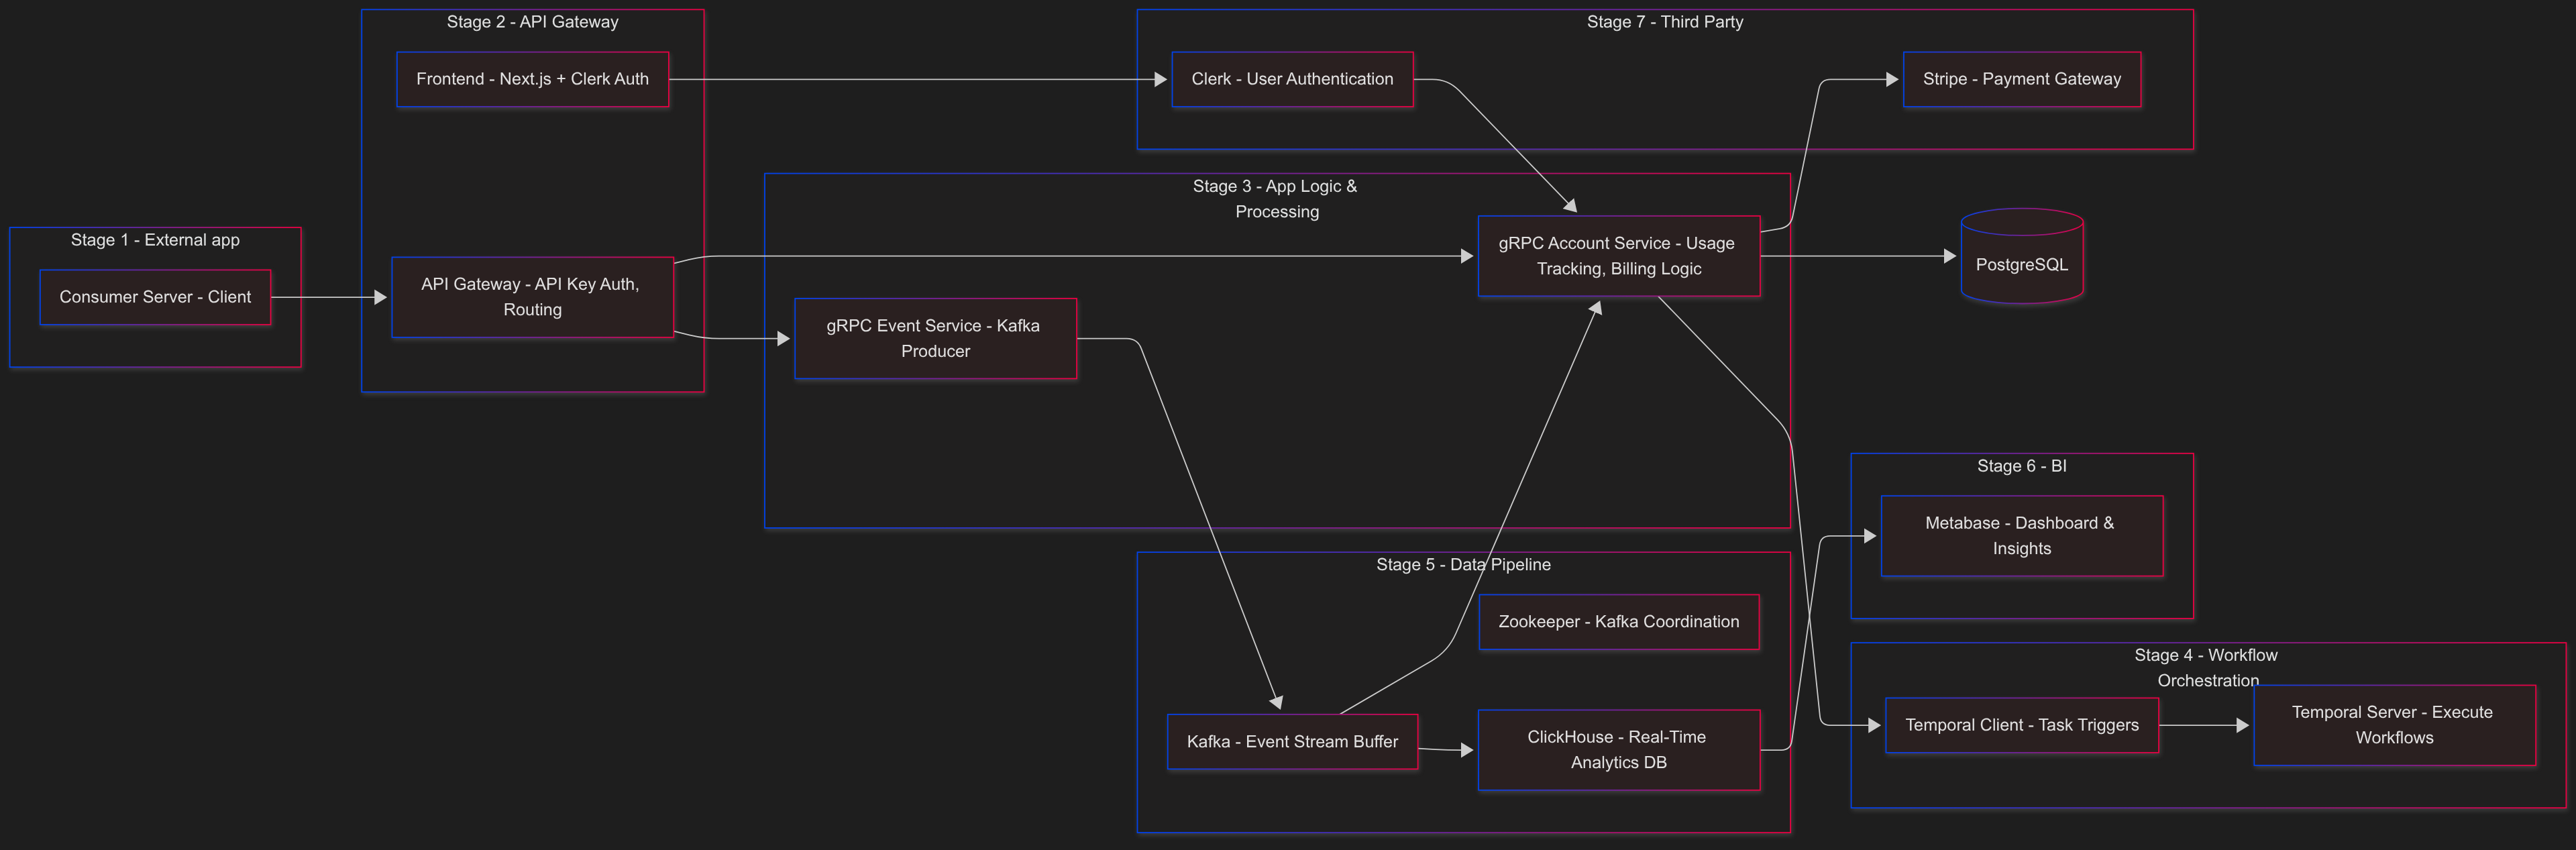 Stage 2 - API Gateway
Frontend - Next.js + Clerk Auth
API Gateway - API Key Auth,
Routing
Stage 1 - External app
Consumer Server - Client
Stage 7 - Third Party
Clerk - User Authentication
Stripe - Payment Gateway
Stage 3 - App Logic &
Processing
gRPC Account Service - Usage
Tracking, Billing Logic
gRPC Event Service - Kafka
Producer
PostgreSQL
Stage 5 - Data Pipeline
Zookeeper - Kafka Coordination
Kafka - Event Stream Buffer
ClickHouse - Real-Time
Analytics DB
Stage 6 - BI
Metabase - Dashboard &
Insights
Stage 4 - Workflow
Orchestration
Temporal Client - Task Triggers
Temporal Server - Execute
Workflows